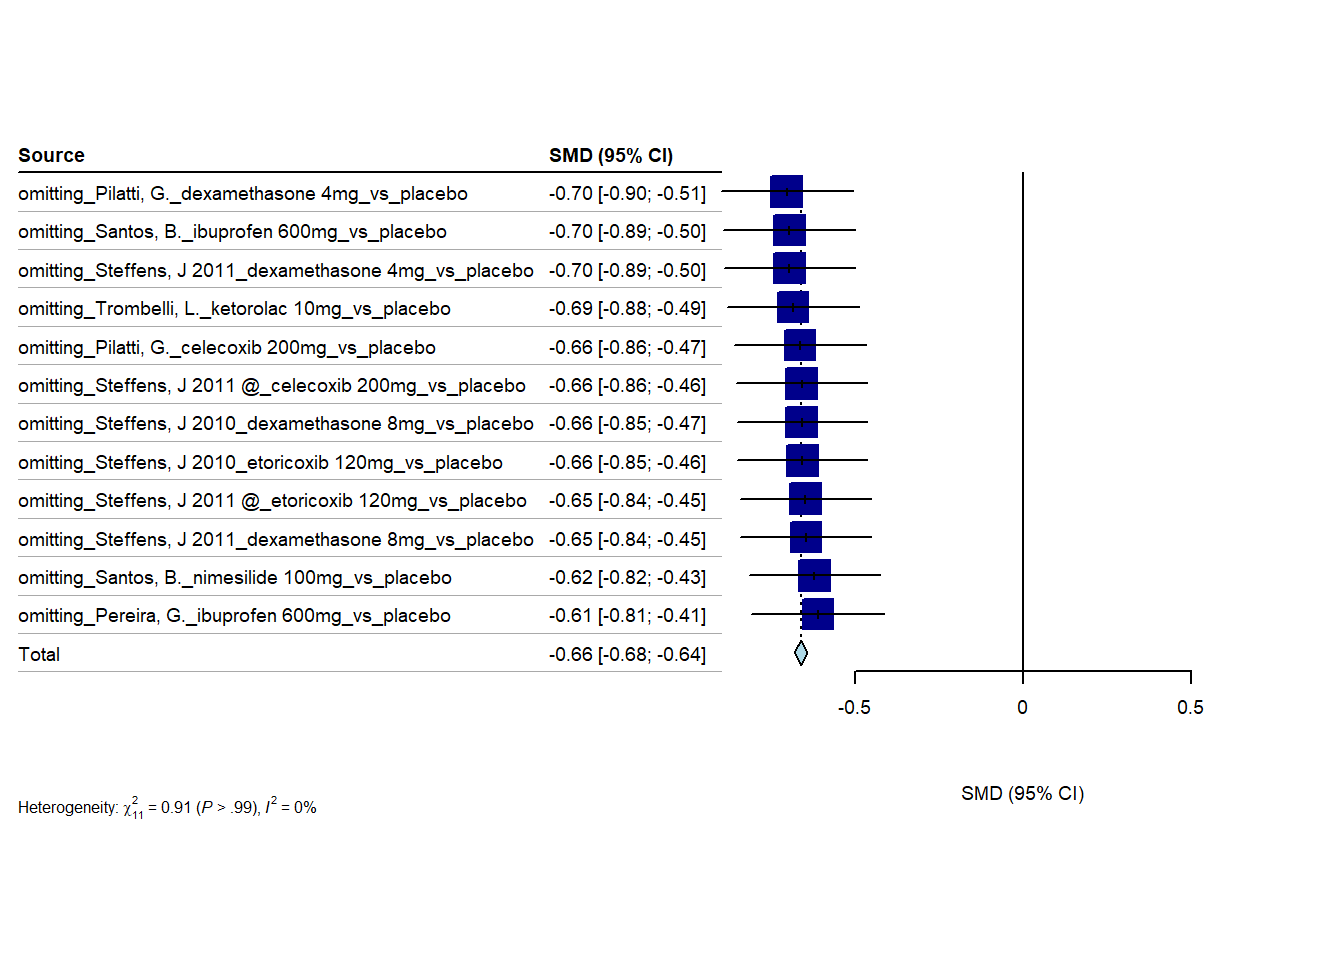 Source SMD (95% CI)
omitting_Pilatti, G._dexamethasone 4mg_vs_placebo -0.70 [-0.90; -0.51]
omitting_Santos, B._ibuprofen 600mg_vs_placebo -0.70 [-0.89; -0.50]
omitting_Steffens, J 2011_dexamethasone 4mg_vs_placebo -0.70 [-0.89; -0.50]
omitting_Trombelli, L._ketorolac 10mg_vs_placebo -0.69 [-0.88; -0.49]
omitting_Pilatti, G._celecoxib 200mg_vs_placebo -0.66 [-0.86; -0.47]
omitting_Steffens, J 2011 @_celecoxib 200mg_vs_placebo -0.66 [-0.86; -0.46]
omitting_Steffens, J 2010_dexamethasone 8mg_vs_placebo -0.66 [-0.85; -0.47]
omitting_Steffens, J 2010_etoricoxib 120mg_vs_placebo -0.66 [-0.85; -0.46]
omitting_Steffens, J 2011 @_etoricoxib 120mg_vs_placebo -0.65 [-0.84; -0.45]
omitting_Steffens, J 2011_dexamethasone 8mg_vs_placebo -0.65 [-0.84; -0.45]
omitting_Santos, B._nimesilide 100mg_vs_placebo -0.62 [-0.82; -0.43]
omitting_Pereira, G._ibuprofen 600mg_vs_placebo -0.61 [-0.81; -0.41]
Total -0.66 [-0.68; -0.64]
-0.5 0 0.5
SMD (95% CI)
Heterogeneity: χ²₁₁ = 0.91 (P > .99), I² = 0%